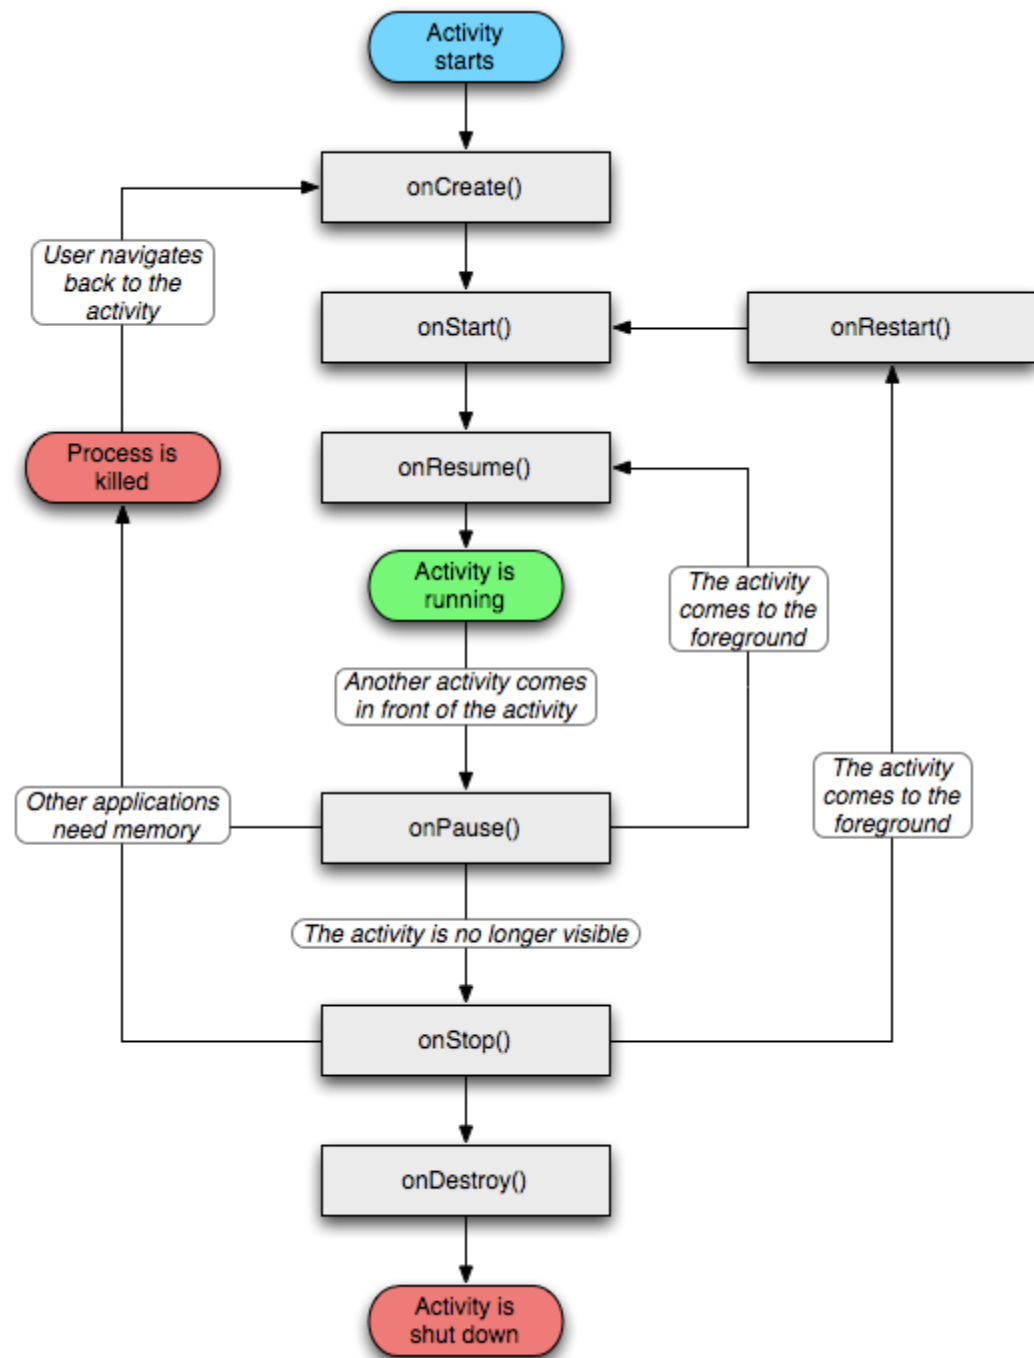 Activity
starts
onCreate()
User navigates
back to the
activity
onStart()
onRestart()
Process is
killed
onResume()
Activity is
running
The activity
comes to the
foreground
Another activity comes
in front of the activity
The activity
comes to the
foreground
Other applications
need memory
onPause()
The activity is no longer visible
onStop()
onDestroy()
Activity is
shut down